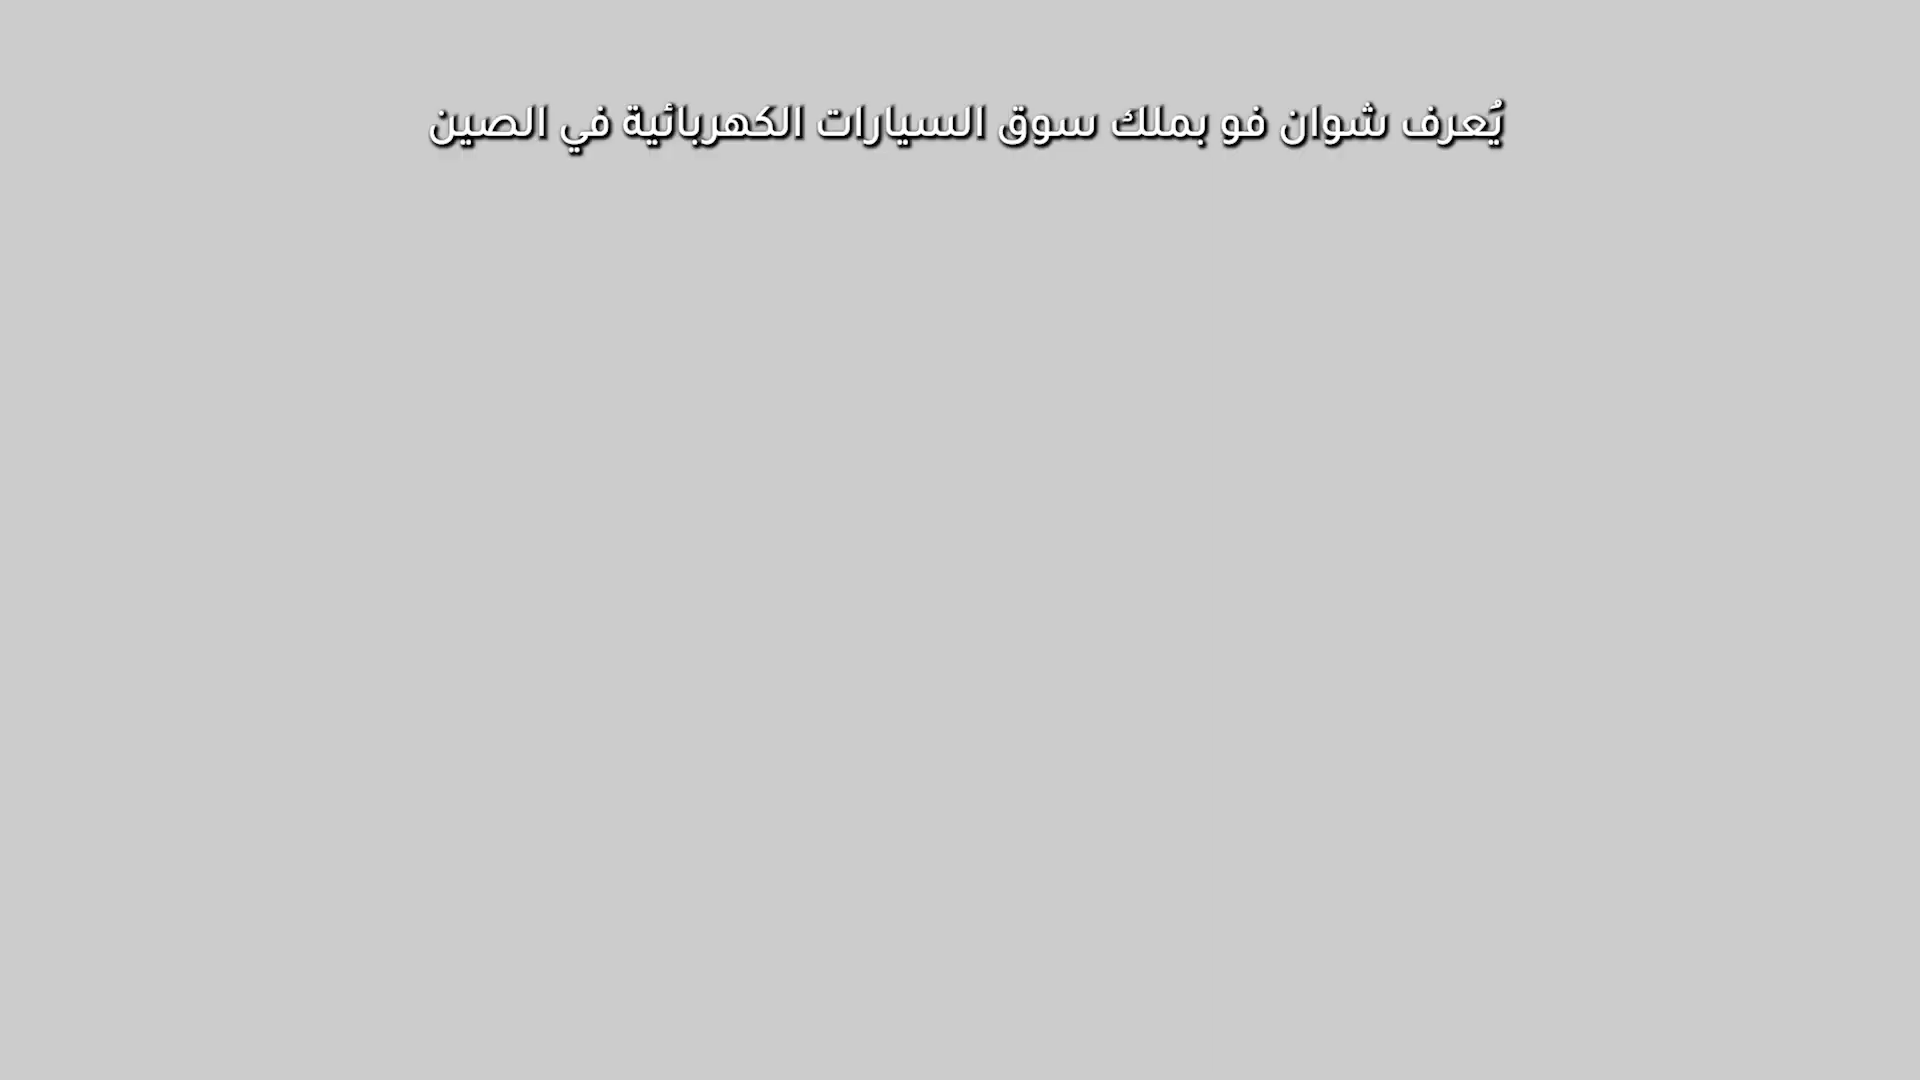 يُعرف شوان فو بملك سوق السيارات الكهربائية في الصين